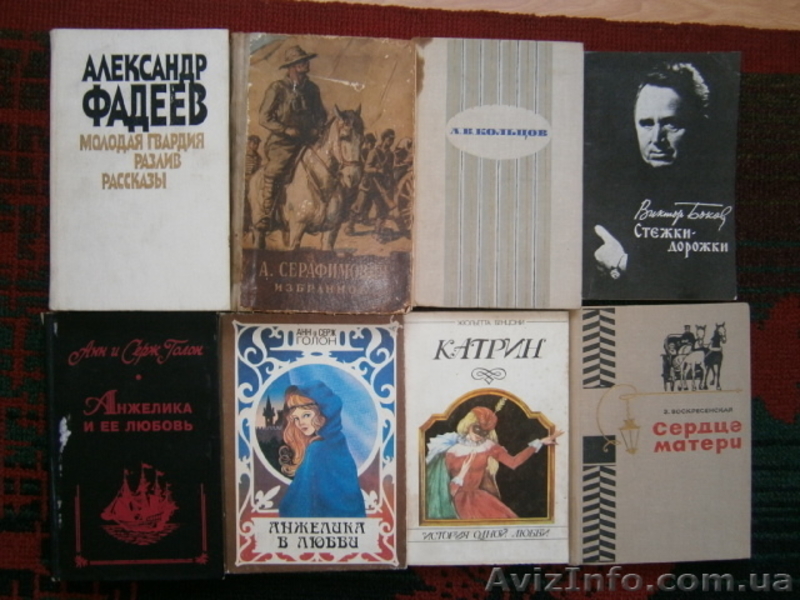 АЛЕКСАНДР
ФАДЕЕВ
МОЛОДАЯ ГВАРДИЯ
РАЗЛИВ
РАССКАЗЫ
А. СЕРАФИМОВИЧ
ИЗБРАННОЕ
А.В.КОЛЬЦОВ
Виктор Боков
СТЕЖКИ-
ДОРОЖКИ
Анн и Серж Голон
АНЖЕЛИКА
И ЕЕ ЛЮБОВЬ
АНН и СЕРЖ
ГОЛОН
АНЖЕЛИКА
В ЛЮБВИ
ЖЮЛЬЕТТА БЕНЦОНИ
КАТРИН
ИСТОРИЯ ОДНОЙ ЛЮБВИ
З. ВОСКРЕСЕНСКАЯ
Сердце
матери
AvizInfo.com.ua